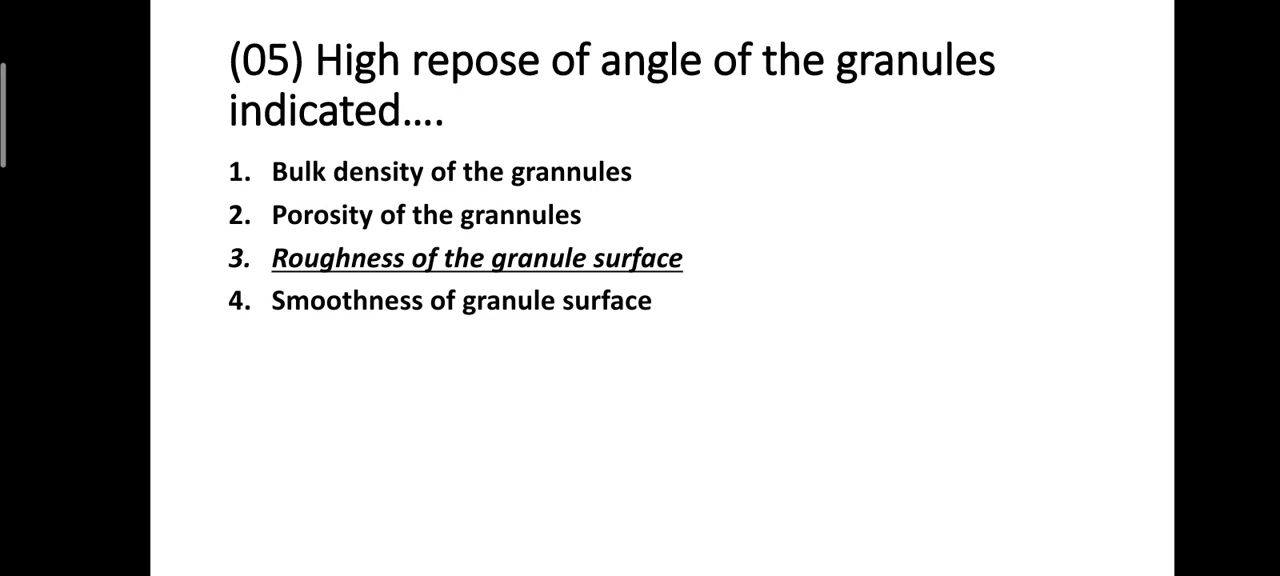 (05) High repose of angle of the granules
indicated....
1. Bulk density of the grannules
2. Porosity of the grannules
3. Roughness of the granule surface
4. Smoothness of granule surface